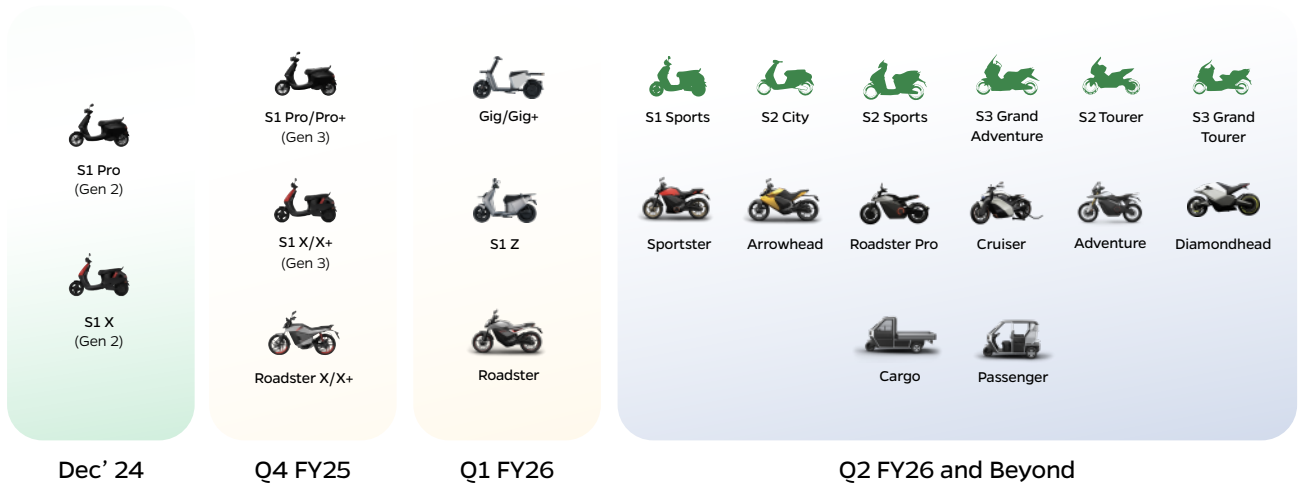 S1 Pro
(Gen 2)
S1 X
(Gen 2)
Dec’ 24
S1 Pro/Pro+
(Gen 3)
S1 X/X+
(Gen 3)
Roadster X/X+
Q4 FY25
Gig/Gig+
S1 Z
Roadster
Q1 FY26
S1 Sports
S2 City
S2 Sports
S3 Grand
Adventure
S2 Tourer
S3 Grand
Tourer
Sportster
Arrowhead
Roadster Pro
Cruiser
Adventure
Diamondhead
Cargo
Passenger
Q2 FY26 and Beyond